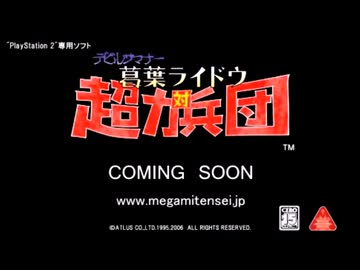 "PlayStation 2"専用ソフト
デビルサマナー
葛葉ライドウ
対
超力兵団
TM
COMING SOON
www.megamitensei.jp
©ATLUS CO.,LTD.1995,2006 ALL RIGHTS RESERVED.
CERO
15